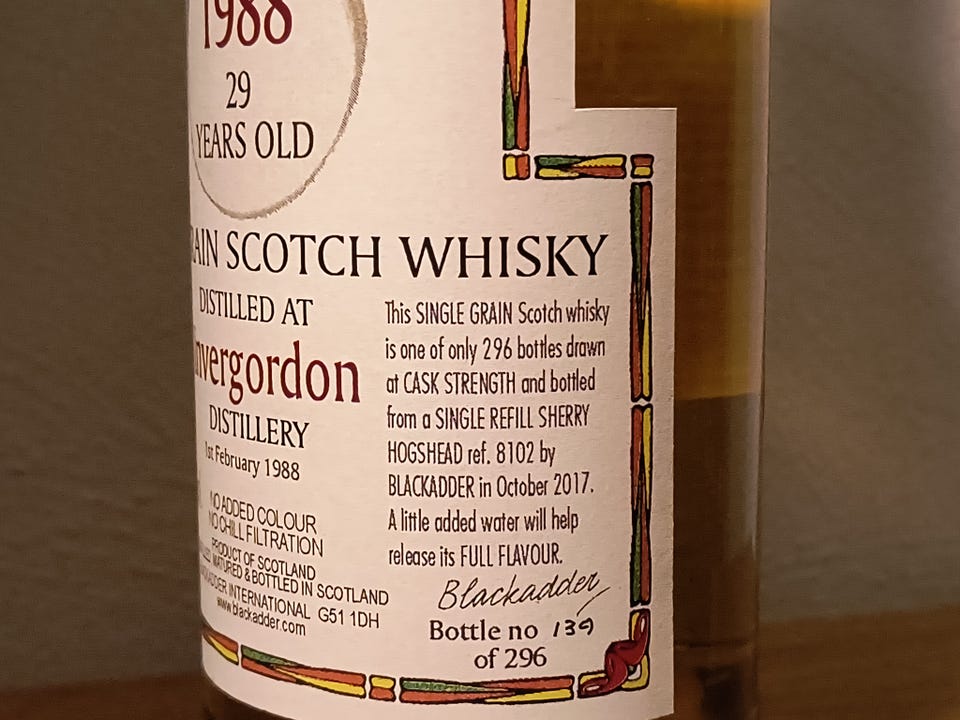 1988
29
YEARS OLD
RAIN SCOTCH WHISKY
DISTILLED AT
Invergordon
DISTILLERY
1st February 1988
NO ADDED COLOUR
NO CHILL FILTRATION
PRODUCT OF SCOTLAND
MATURED & BOTTLED IN SCOTLAND
BLACKADDER INTERNATIONAL G51 1DH
www.blackadder.com
This SINGLE GRAIN Scotch whisky
is one of only 296 bottles drawn
at CASK STRENGTH and bottled
from a SINGLE REFILL SHERRY
HOGSHEAD ref. 8102 by
BLACKADDER in October 2017.
A little added water will help
release its FULL FLAVOUR.
Blackadder
Bottle no 139
of 296